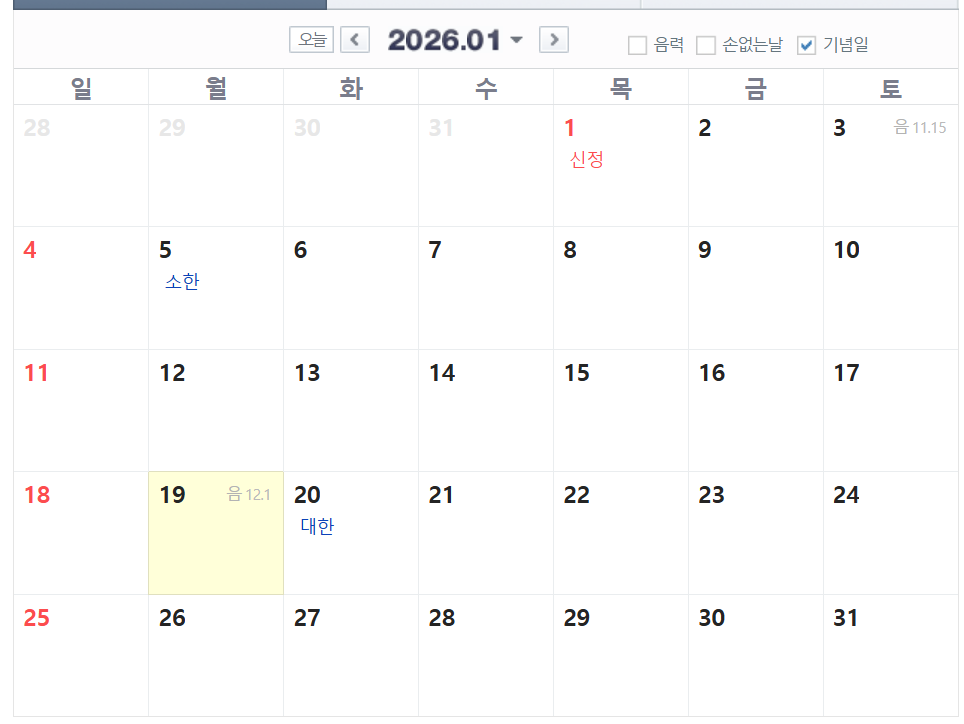 오늘 2026.01 음력 손없는날 기념일
일 월 화 수 목 금 토
28 29 30 31 1 2 3 음 11.15
신정
4 5 6 7 8 9 10
소한
11 12 13 14 15 16 17
18 19 음 12.1 20 21 22 23 24
대한
25 26 27 28 29 30 31